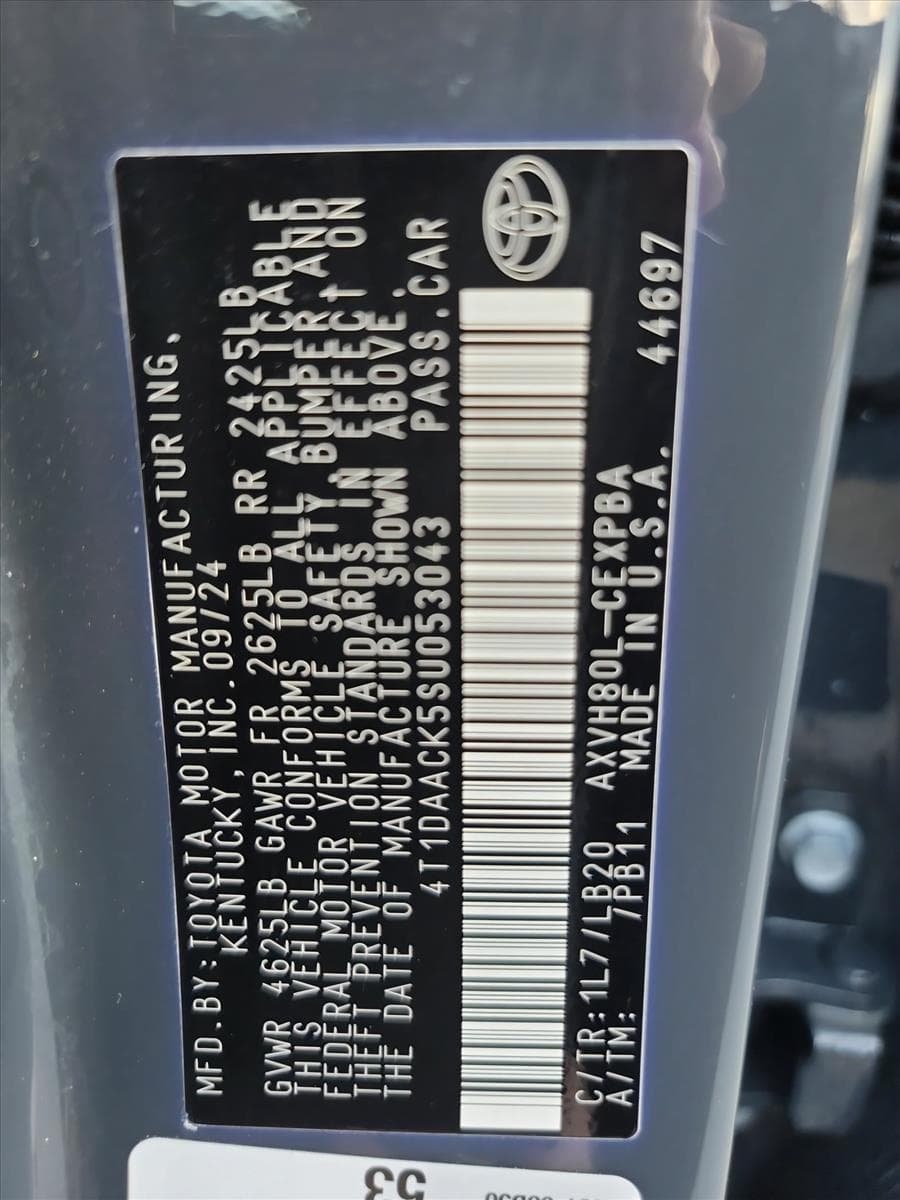 MFD.BY:TOYOTA MOTOR MANUFACTURING,
KENTUCKY,INC.09/24
GVWR 4625LB GAWR FR 2625LB RR 2425LB
THIS VEHICLE CONFORMS TO ALL APPLICABLE
FEDERAL MOTOR VEHICLE SAFETY,BUMPER,AND
THEFT PREVENTION STANDARDS IN EFFECT ON
THE DATE OF MANUFACTURE SHOWN ABOVE.
4T1DAACK5SU053043 PASS.CAR
C/TR:1L7/LB20 AXVH80L-CEXPBA 44697
A/TM: /PB11 MADE IN U.S.A.
53